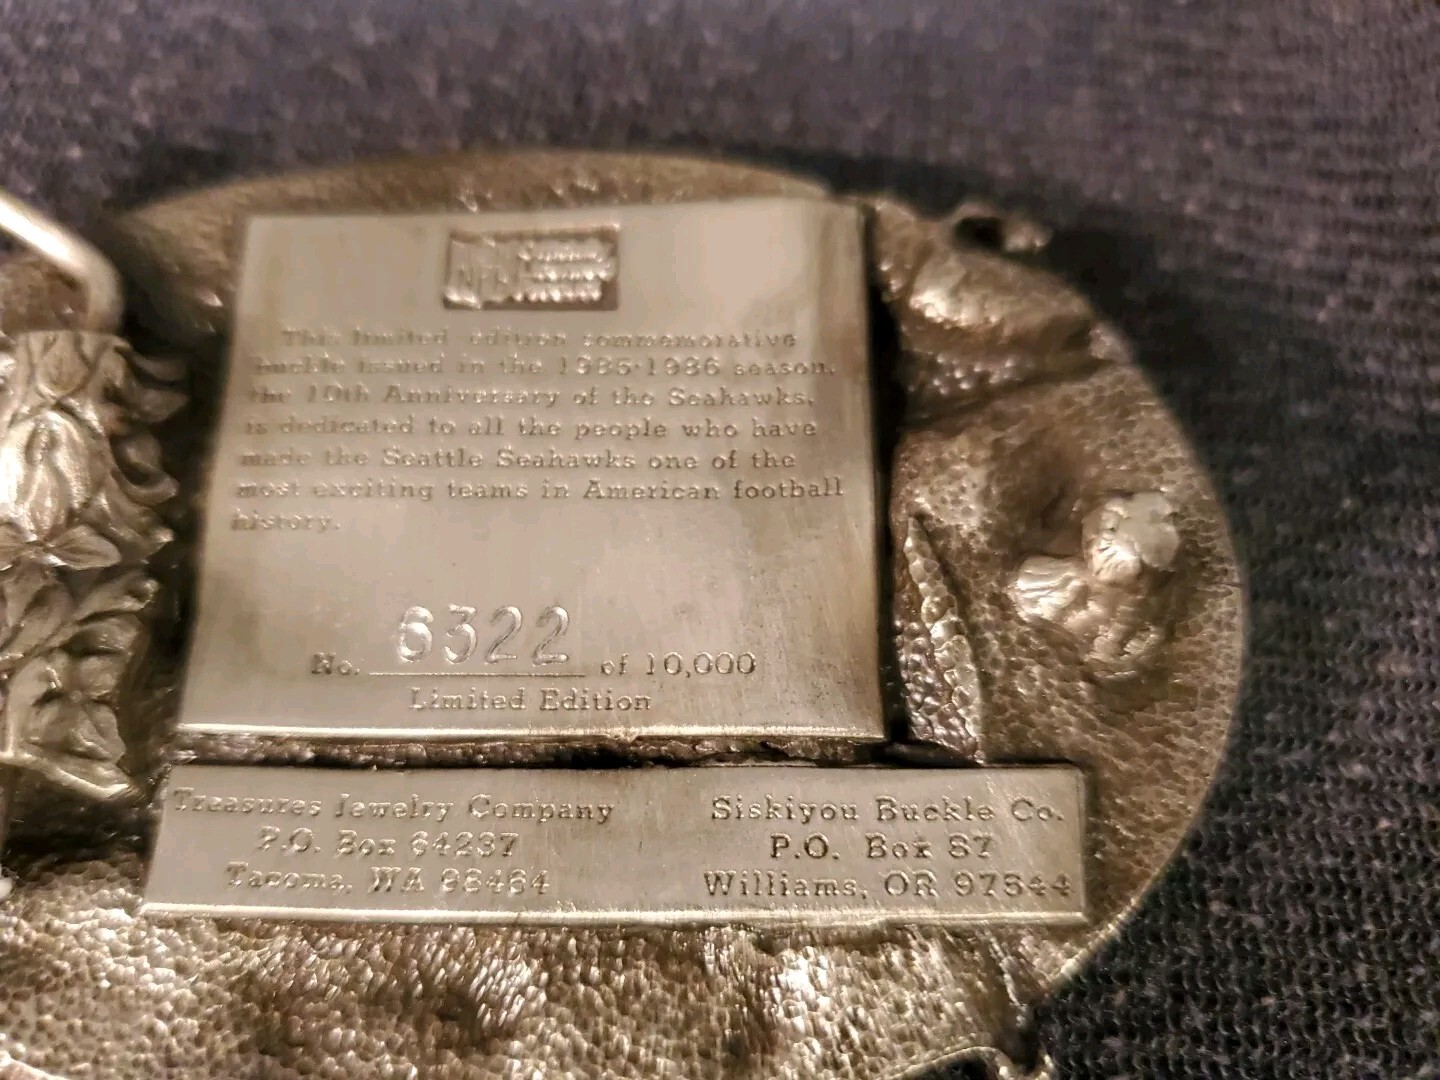 NFL
This limited edition commemorative
buckle issued in the 1985-1986 season,
the 10th Anniversary of the Seahawks,
is dedicated to all the people who have
made the Seattle Seahawks one of the
most exciting teams in American football
history.
No. 6322 of 10,000
Limited Edition
Treasures Jewelry Company
P.O. Box 64237
Tacoma, WA 98464
Siskiyou Buckle Co.
P.O. Box 87
Williams, OR 97544